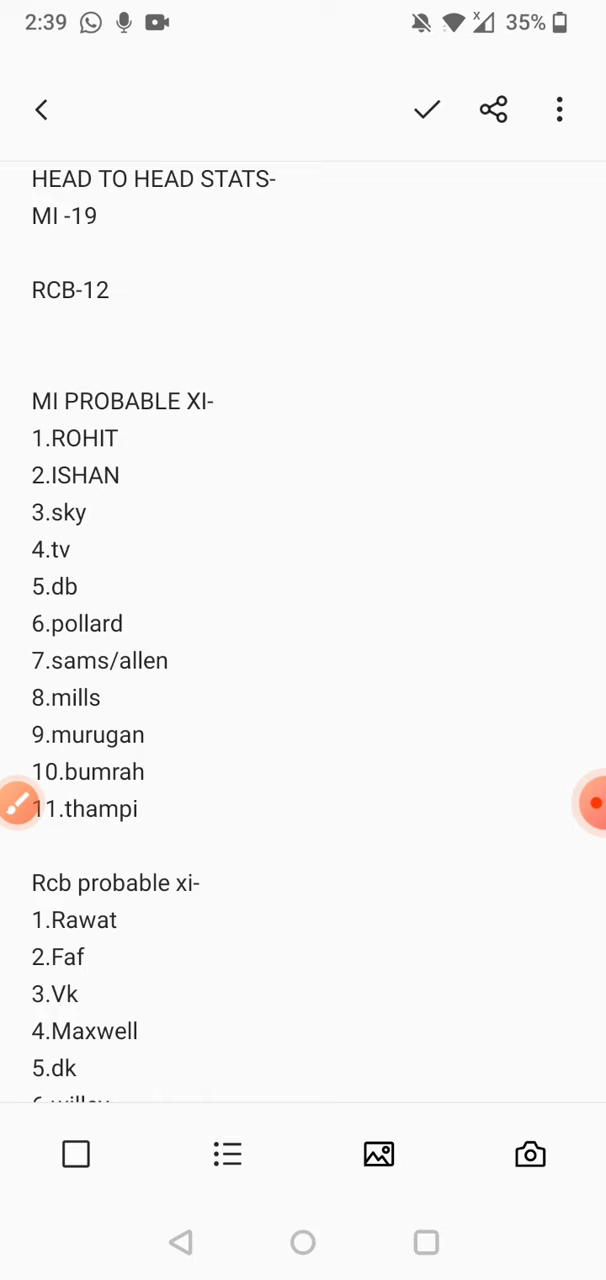 2:39 35%
HEAD TO HEAD STATS-
MI -19
RCB-12
MI PROBABLE XI-
1.ROHIT
2.ISHAN
3.sky
4.tv
5.db
6.pollard
7.sams/allen
8.mills
9.murugan
10.bumrah
11.thampi
Rcb probable xi-
1.Rawat
2.Faf
3.Vk
4.Maxwell
5.dk